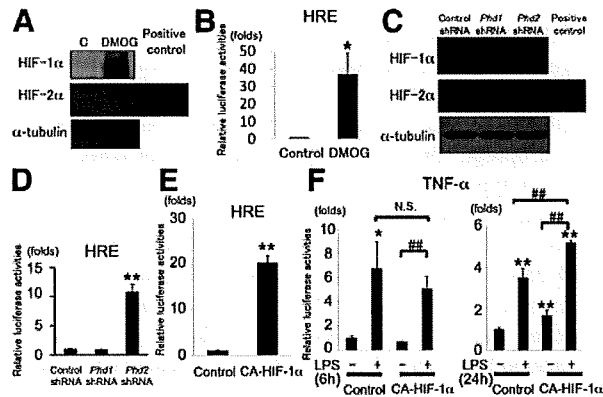 A
C DMOG Positive control
HIF-1α
HIF-2α
α-tubulin
B
HRE
(folds)
Relative luciferase activities
50
40
30
20
10
0
*
Control DMOG
C
Control shRNA Phd1 shRNA Phd2 shRNA Positive control
HIF-1α
HIF-2α
α-tubulin
D
HRE
(folds)
Relative luciferase activities
15
10
5
0
**
Control shRNA Phd1 shRNA Phd2 shRNA
E
HRE
(folds)
Relative luciferase activities
30
20
10
0
**
Control CA-HIF-1α
F
TNF-α
(folds)
Relative luciferase activities
10
8
6
4
2
0
N.S.
*
##
LPS - + - +
(6h)
Control CA-HIF-1α
(folds)
6
4
2
0
##
##
** ** **
LPS - + - +
(24h)
Control CA-HIF-1α